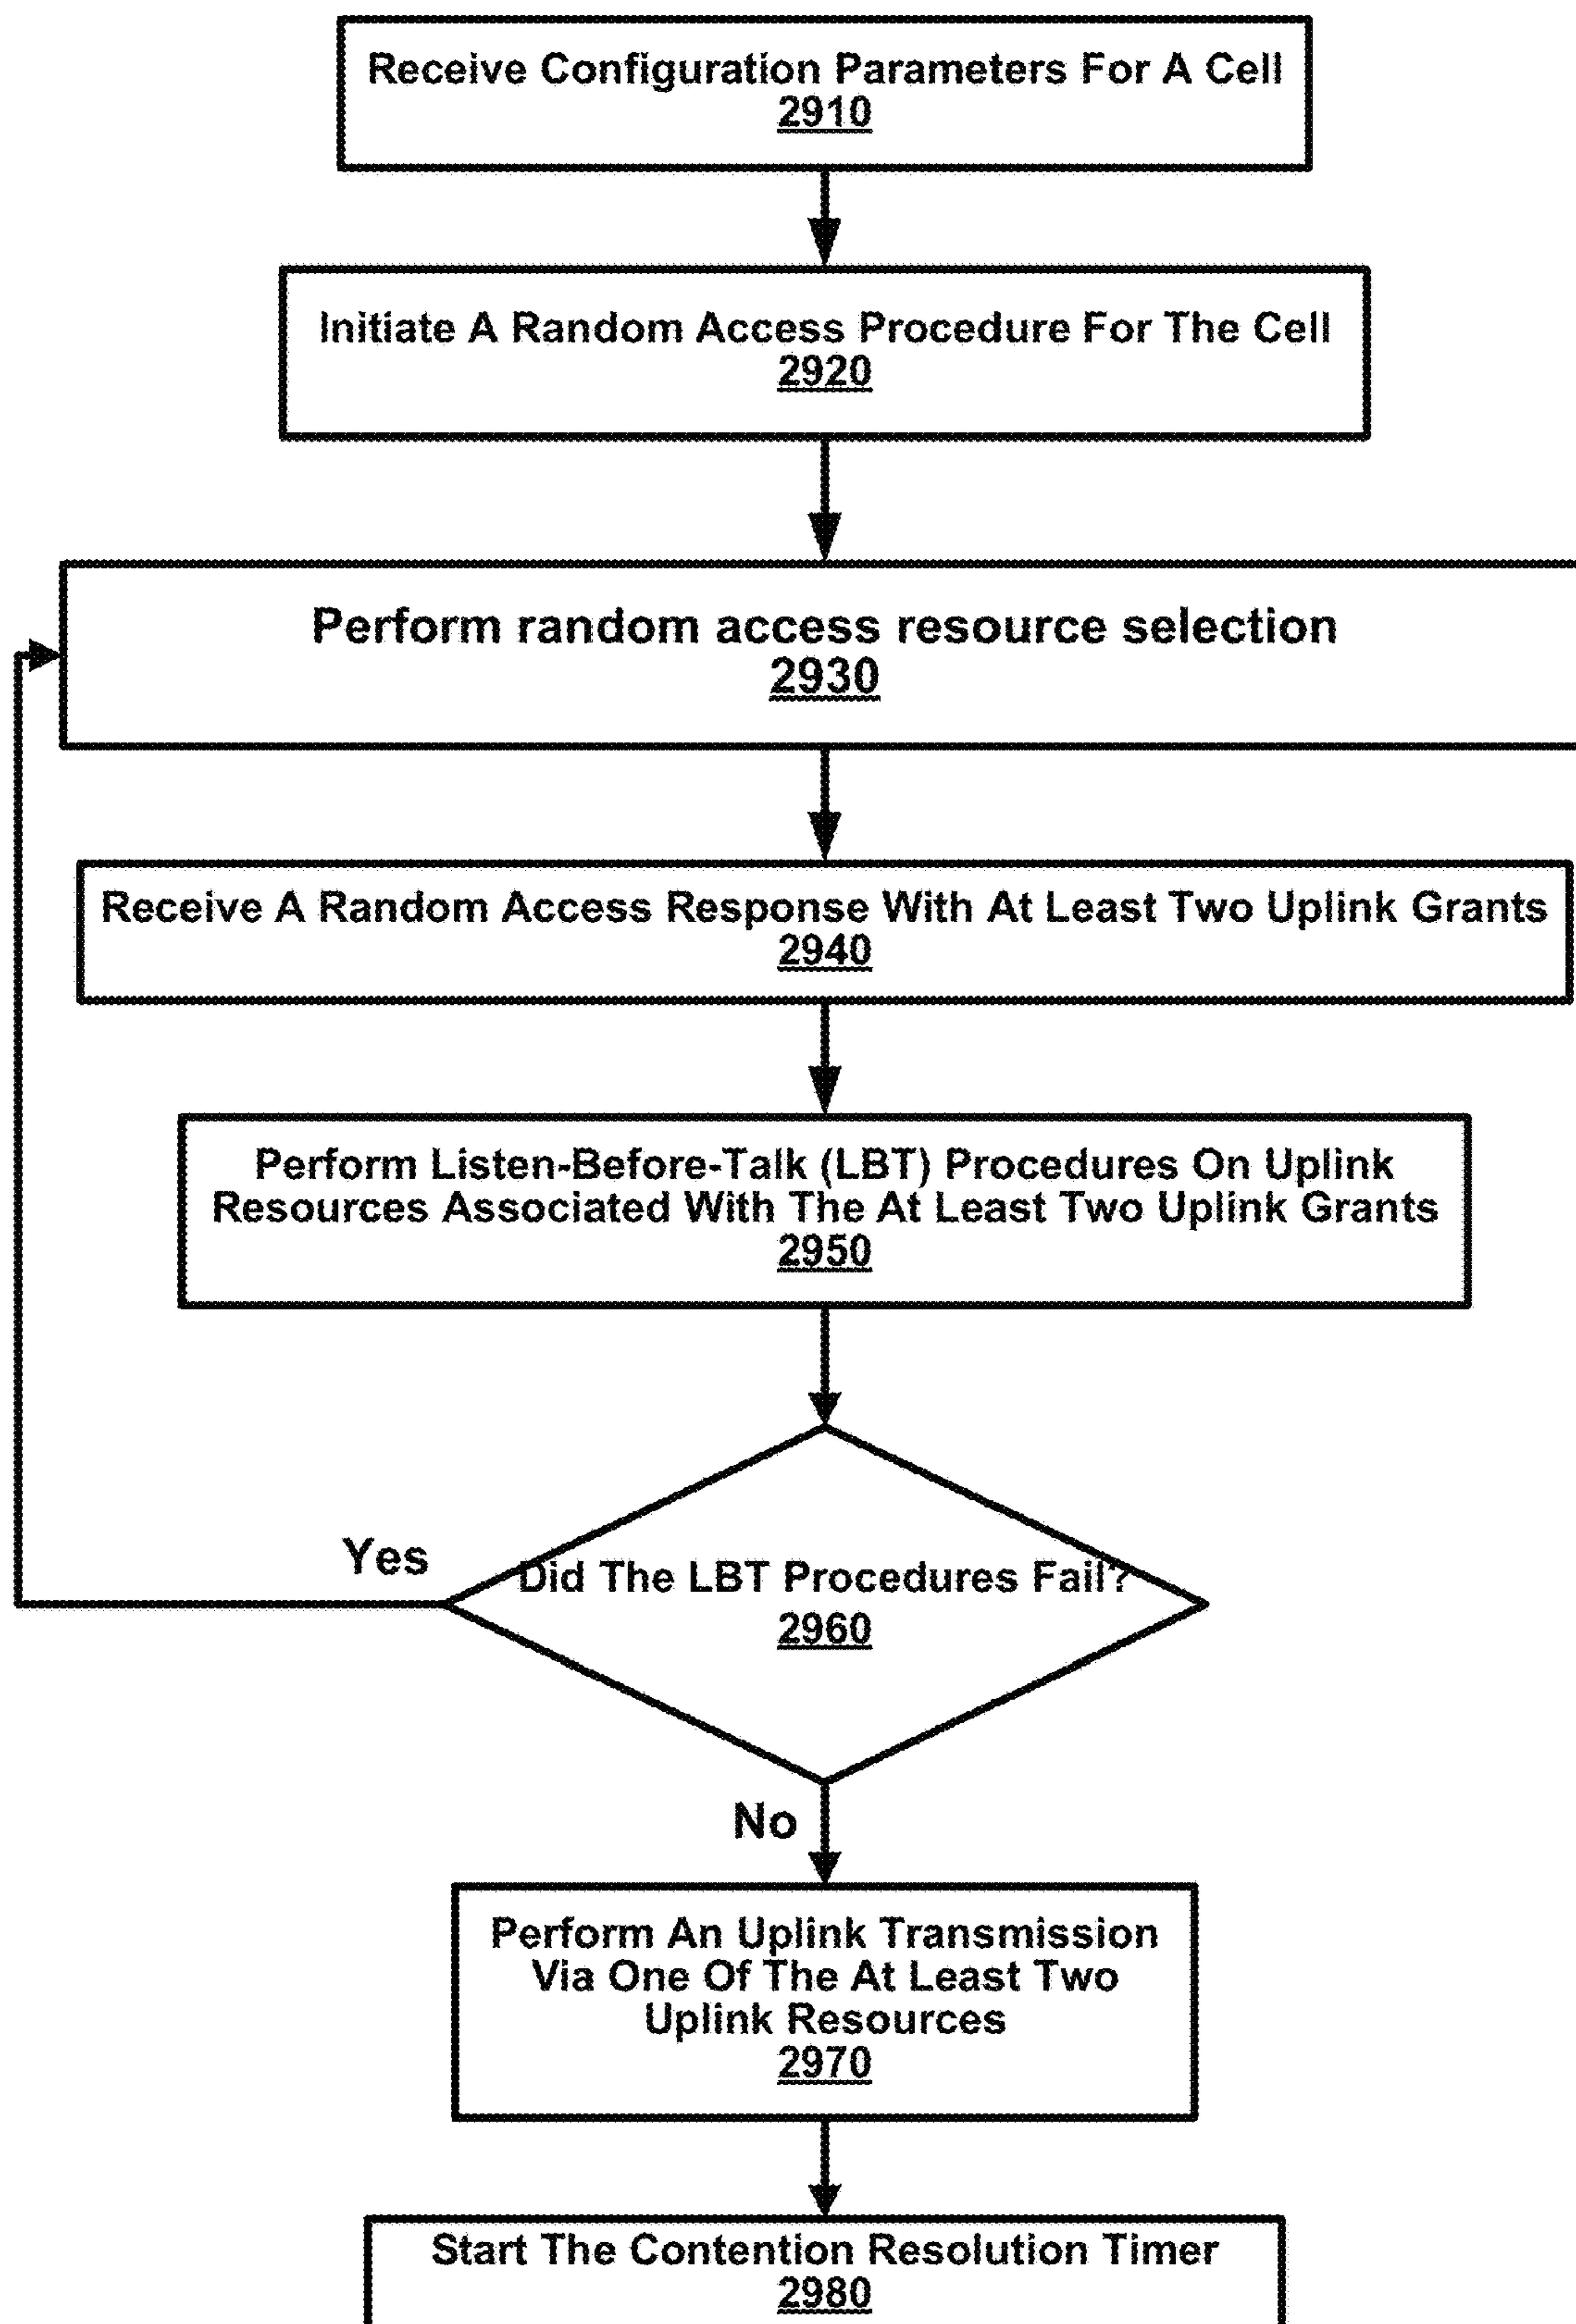 Receive Configuration Parameters For A Cell
2910
Initiate A Random Access Procedure For The Cell
2920
Perform random access resource selection
2930
Receive A Random Access Response With At Least Two Uplink Grants
2940
Perform Listen-Before-Talk (LBT) Procedures On Uplink
Resources Associated With The At Least Two Uplink Grants
2950
Yes
Did The LBT Procedures Fail?
2960
No
Perform An Uplink Transmission
Via One Of The At Least Two
Uplink Resources
2970
Start The Contention Resolution Timer
2980